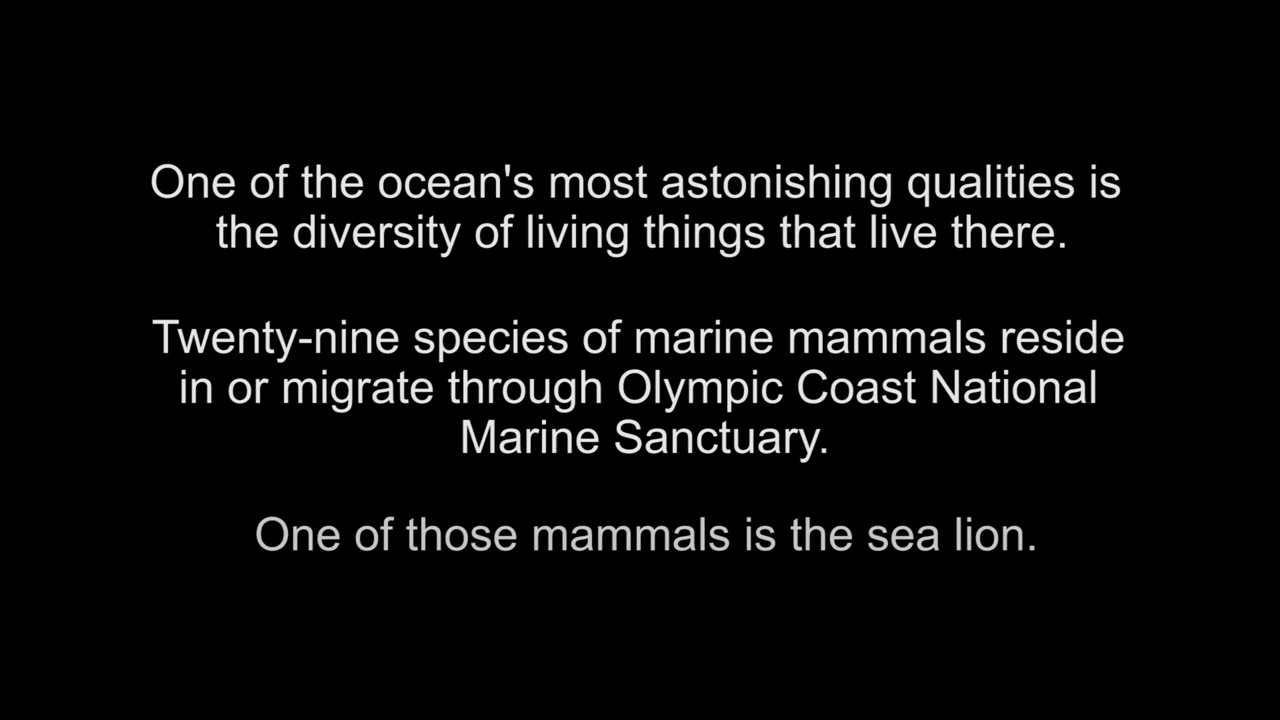 One of the ocean's most astonishing qualities is
the diversity of living things that live there.
Twenty-nine species of marine mammals reside
in or migrate through Olympic Coast National
Marine Sanctuary.
One of those mammals is the sea lion.